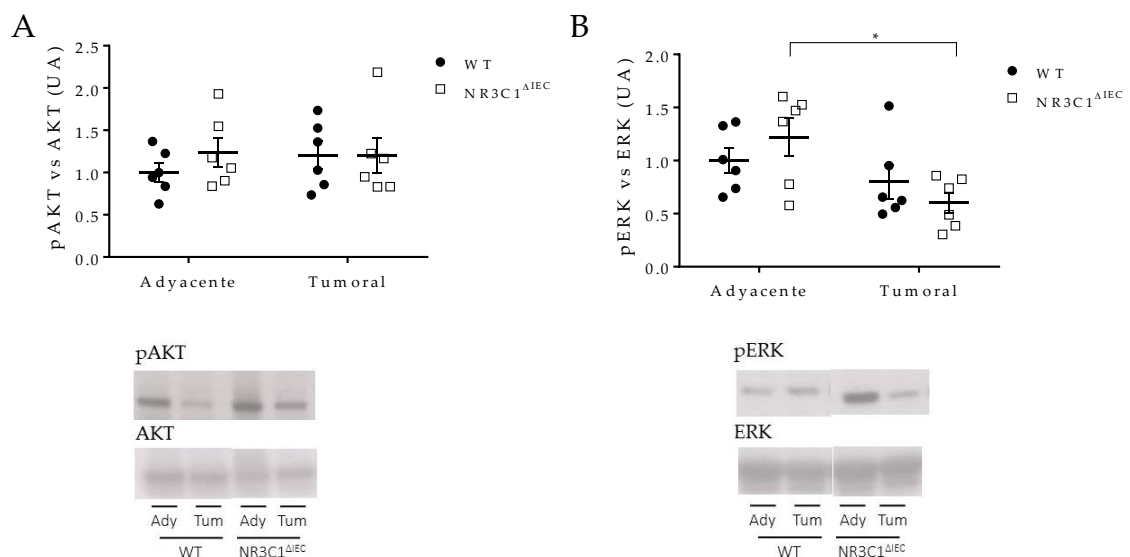 A
pAKT vs AKT (UA)
2.5
2.0
1.5
1.0
0.5
0.0
Adyacente Tumoral
WT
NR3C1ΔIEC
pAKT
AKT
Ady Tum Ady Tum
WT NR3C1ΔIEC
B
pERK vs ERK (UA)
2.0
1.5
1.0
0.5
0.0
*
Adyacente Tumoral
WT
NR3C1ΔIEC
pERK
ERK
Ady Tum Ady Tum
WT NR3C1ΔIEC